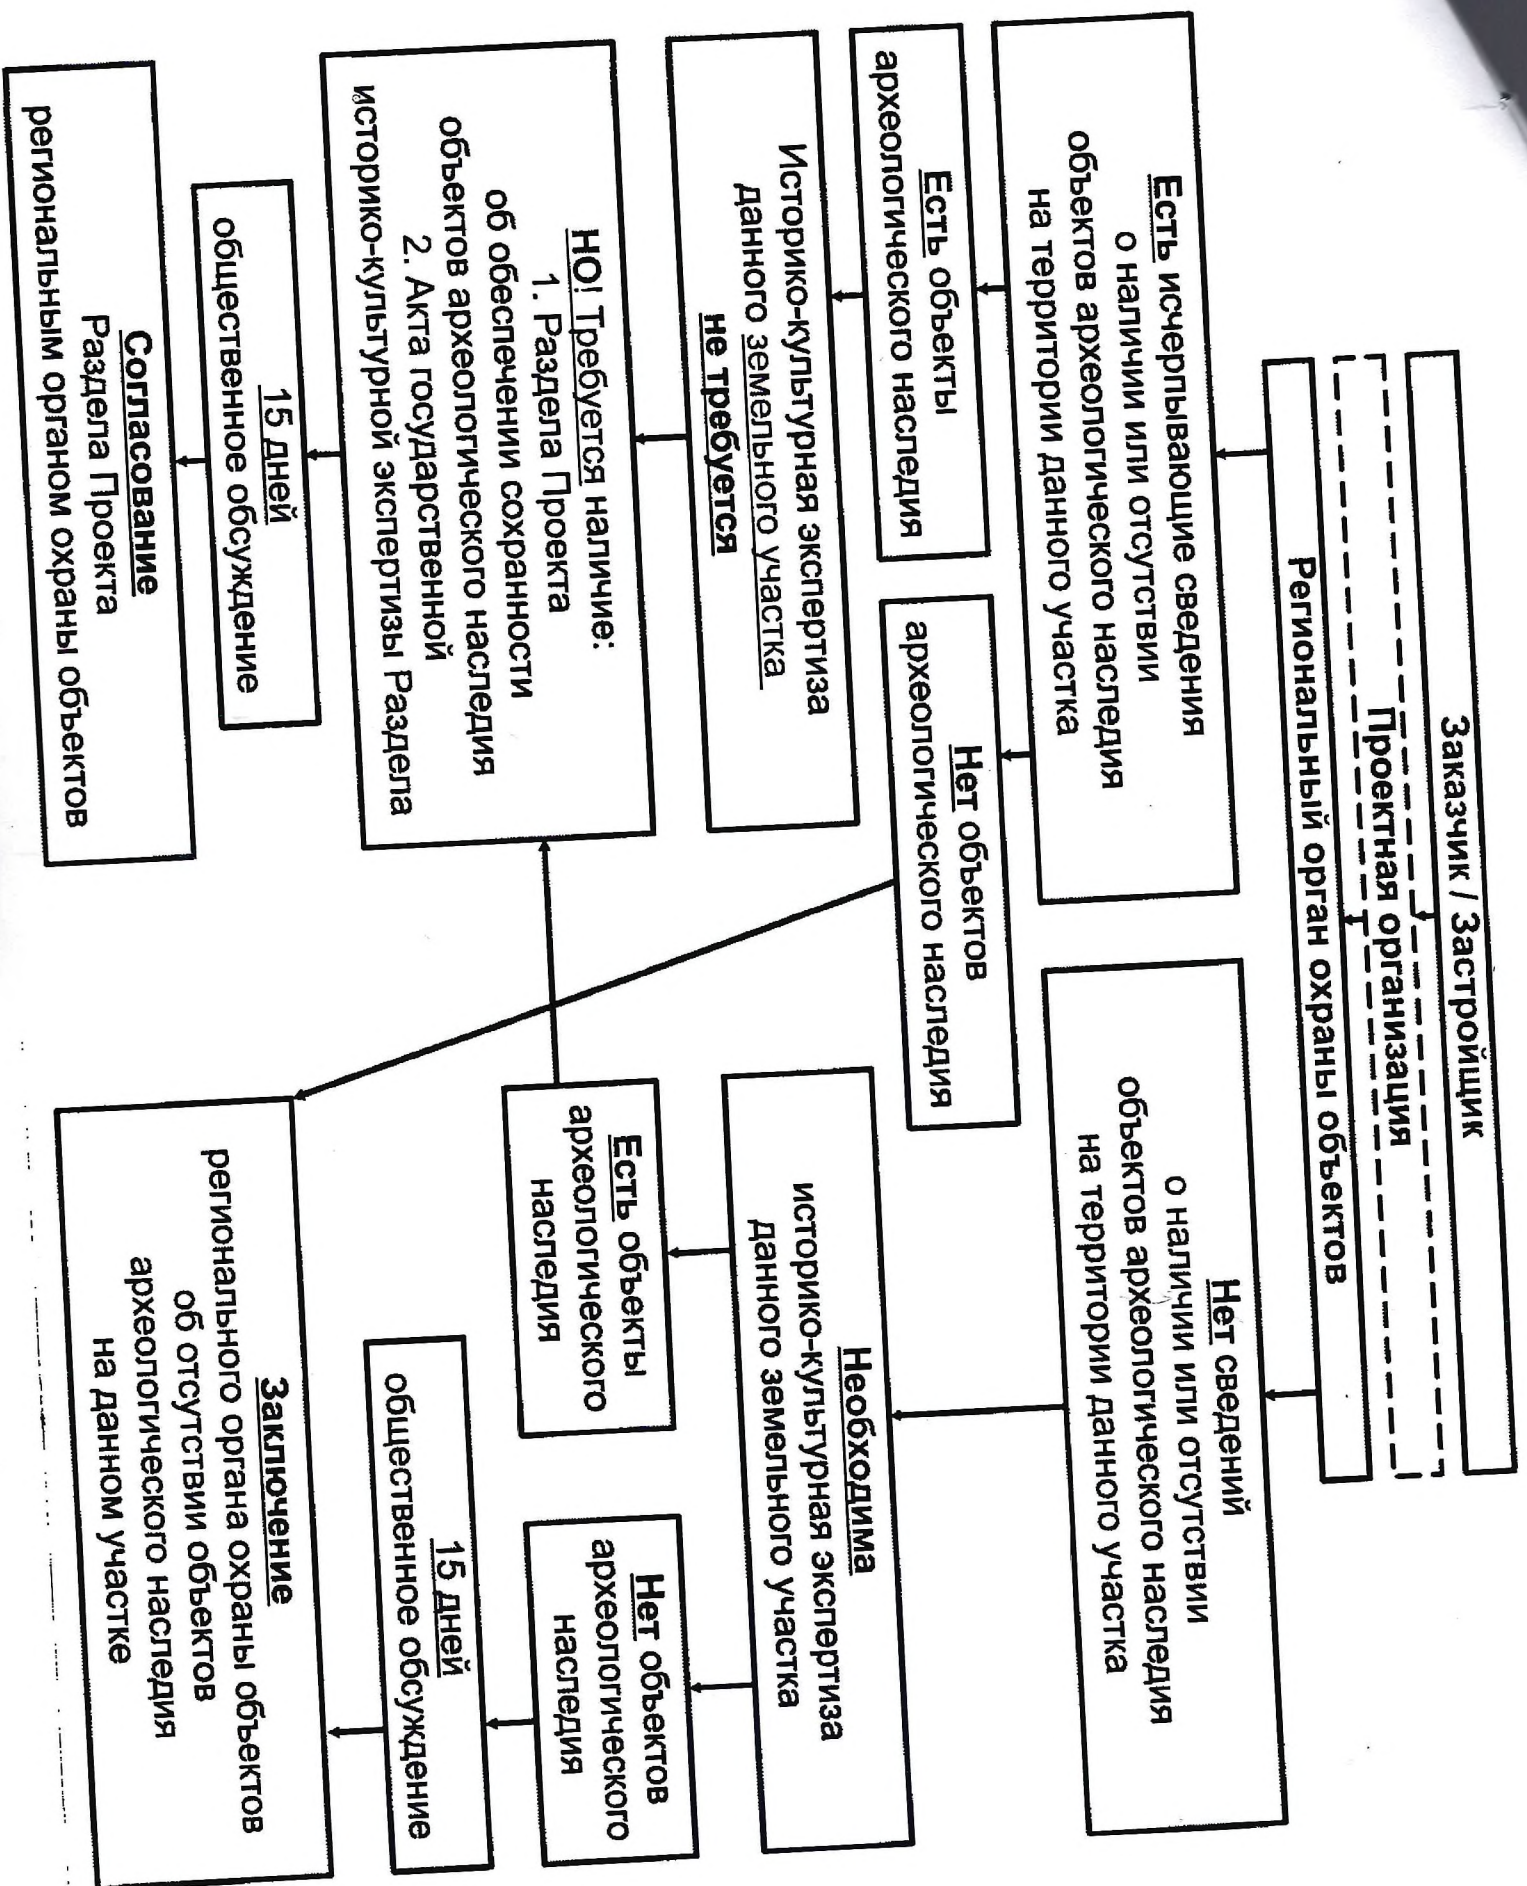 Заказчик / Застройщик
Проектная организация
Региональный орган охраны объектов
Есть исчерпывающие сведения
о наличии или отсутствии
объектов археологического наследия
на территории данного участка
Нет сведений
о наличии или отсутствии
объектов археологического наследия
на территории данного участка
Есть объекты
археологического наследия
Нет объектов
археологического наследия
Историко-культурная экспертиза
данного земельного участка
не требуется
Необходима
историко-культурная экспертиза
данного земельного участка
НО! Требуется наличие:
1. Раздела Проекта
об обеспечении сохранности
объектов археологического наследия
2. Акта государственной
историко-культурной экспертизы Раздела
Есть объекты
археологического
наследия
Нет объектов
археологического
наследия
15 дней
общественное обсуждение
15 дней
общественное обсуждение
Согласование
Раздела Проекта
региональным органом охраны объектов
Заключение
регионального органа охраны объектов
об отсутствии объектов
археологического наследия
на данном участке